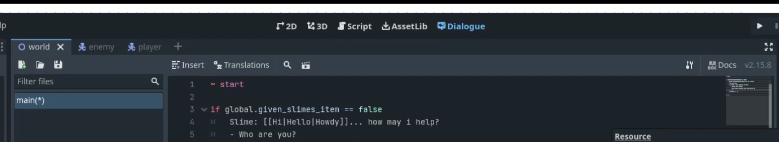 lp 2D 3D Script AssetLib Dialogue
world enemy player
Insert Translations Docs v2.15.8
Filter files
main(*)
1 ~ start
2
3 if global.given_slimes_item == false
4 Slime: [[Hi|Hello|Howdy]]... how may i help?
5 - Who are you?
Resource